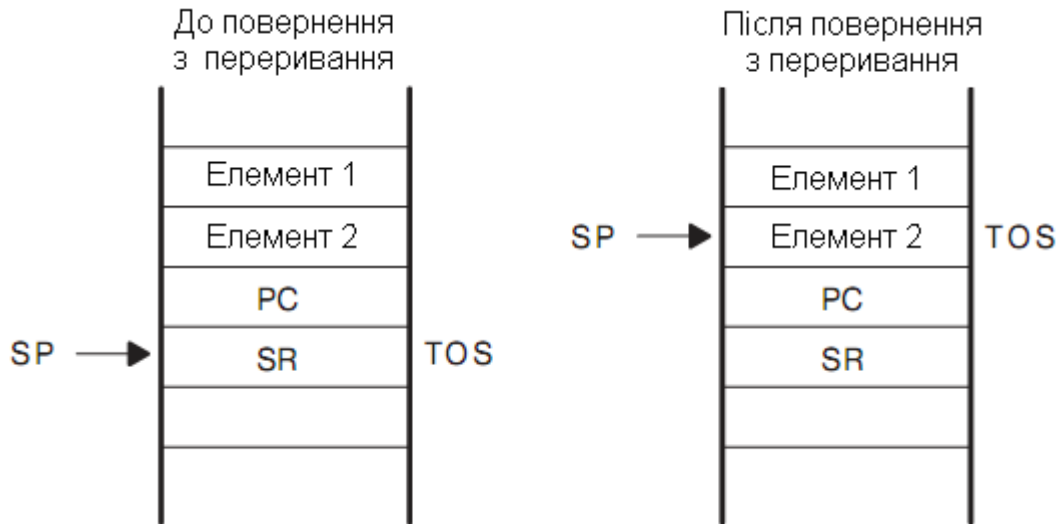 До повернення
з переривання
Елемент 1
Елемент 2
PC
SP
SR
TOS
Після повернення
з переривання
Елемент 1
SP
Елемент 2
TOS
PC
SR